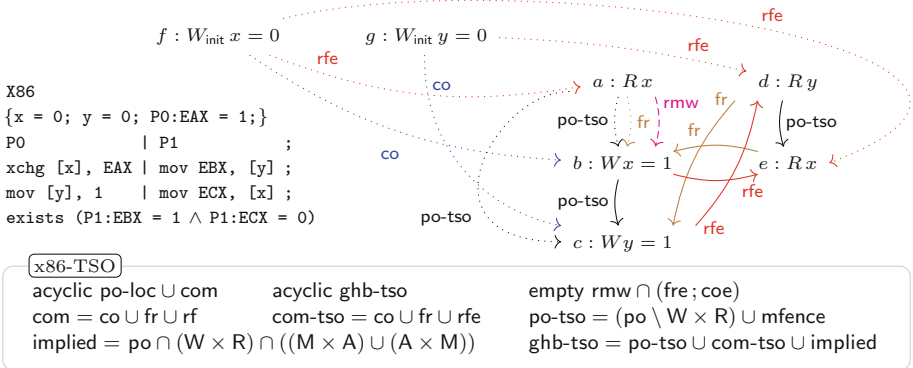 rfe
f : W_init x = 0
g : W_init y = 0
rfe
rfe
co
a : R x
d : R y
rmw
fr
po-tso
fr
fr
po-tso
X86
{x = 0; y = 0; P0:EAX = 1;}
P0 | P1 ;
xchg [x], EAX | mov EBX, [y] ;
mov [y], 1 | mov ECX, [x] ;
exists (P1:EBX = 1 ∧ P1:ECX = 0)
co
b : W x = 1
e : R x
rfe
po-tso
po-tso
rfe
c : W y = 1
x86-TSO
acyclic po-loc ∪ com acyclic ghb-tso empty rmw ∩ (fre ; coe)
com = co ∪ fr ∪ rf com-tso = co ∪ fr ∪ rfe po-tso = (po \ W × R) ∪ mfence
implied = po ∩ (W × R) ∩ ((M × A) ∪ (A × M)) ghb-tso = po-tso ∪ com-tso ∪ implied